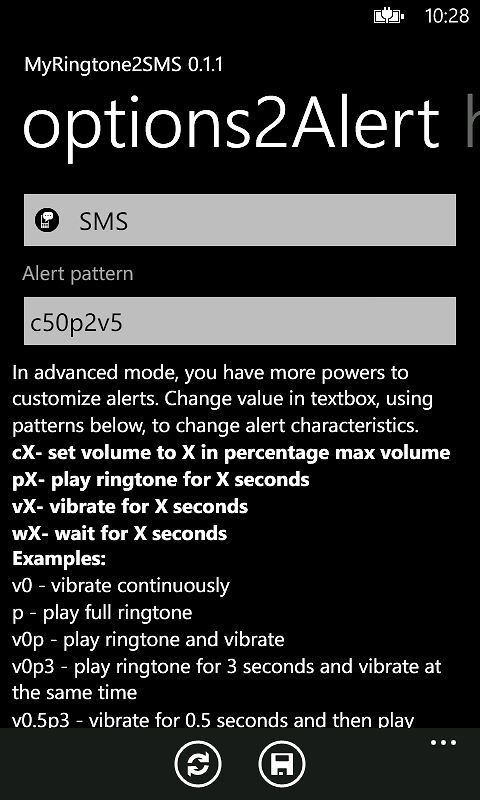 10:28
MyRingtone2SMS 0.1.1
options2Alert
SMS
Alert pattern
c50p2v5
In advanced mode, you have more powers to
customize alerts. Change value in textbox, using
patterns below, to change alert characteristics.
cX- set volume to X in percentage max volume
pX- play ringtone for X seconds
vX- vibrate for X seconds
wX- wait for X seconds
Examples:
v0 - vibrate continuously
p - play full ringtone
v0p - play ringtone and vibrate
v0p3 - play ringtone for 3 seconds and vibrate at
the same time
v0.5p3 - vibrate for 0.5 seconds and then play